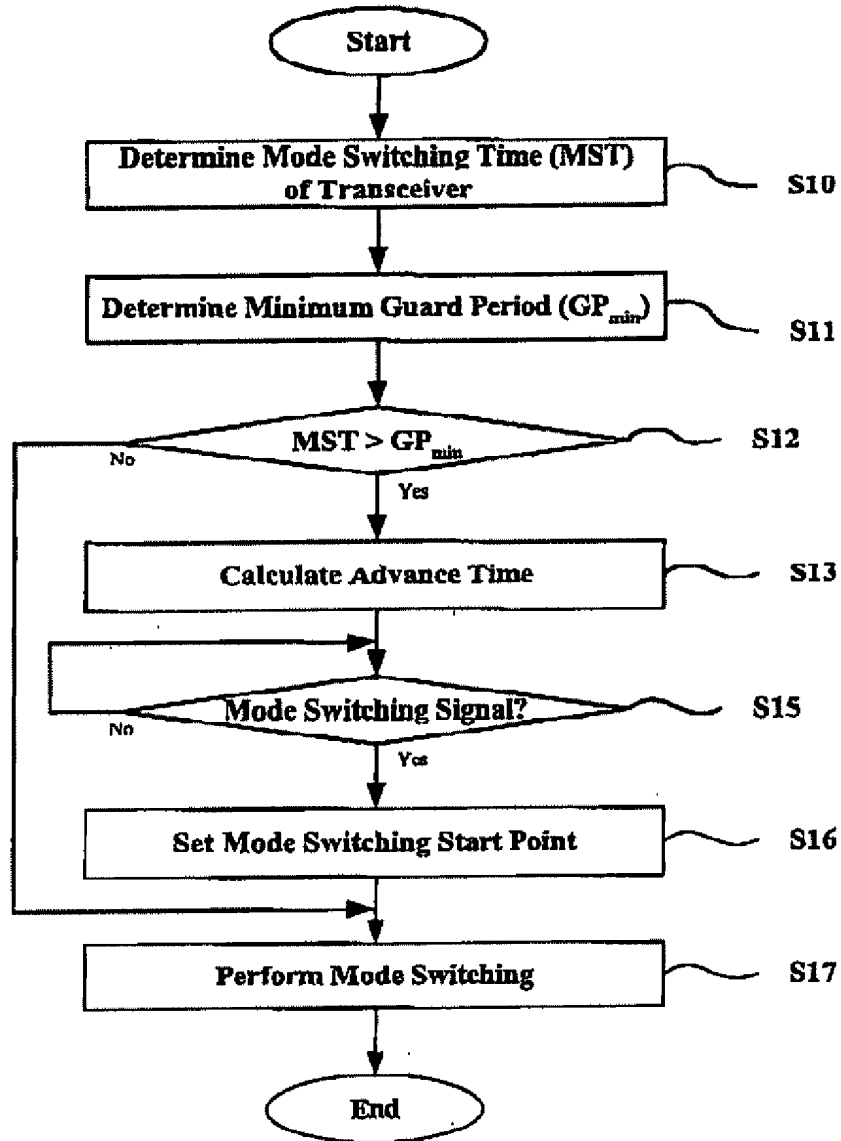 Start
Determine Mode Switching Time (MST)
of Transceiver
S10
Determine Minimum Guard Period (GPmin)
S11
MST > GPmin
S12
No
Yes
Calculate Advance Time
S13
Mode Switching Signal?
S15
No
Yes
Set Mode Switching Start Point
S16
Perform Mode Switching
S17
End